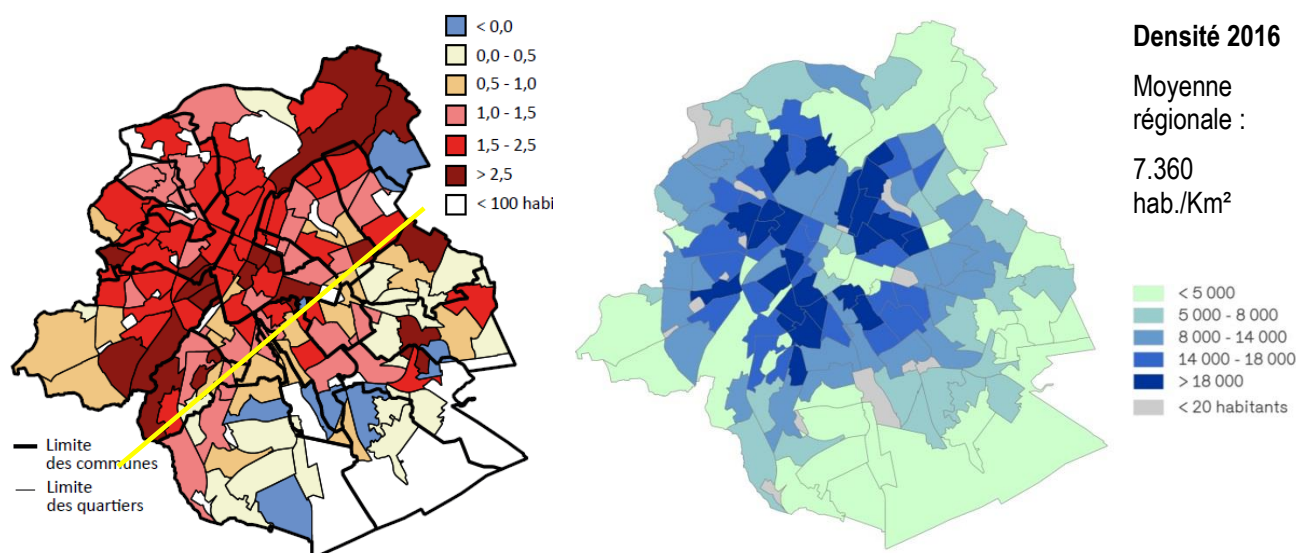 < 0,0
0,0 - 0,5
0,5 - 1,0
1,0 - 1,5
1,5 - 2,5
> 2,5
< 100 habi
Limite
des communes
Limite
des quartiers
Densité 2016
Moyenne
régionale :
7.360
hab./Km²
< 5 000
5 000 - 8 000
8 000 - 14 000
14 000 - 18 000
> 18 000
< 20 habitants